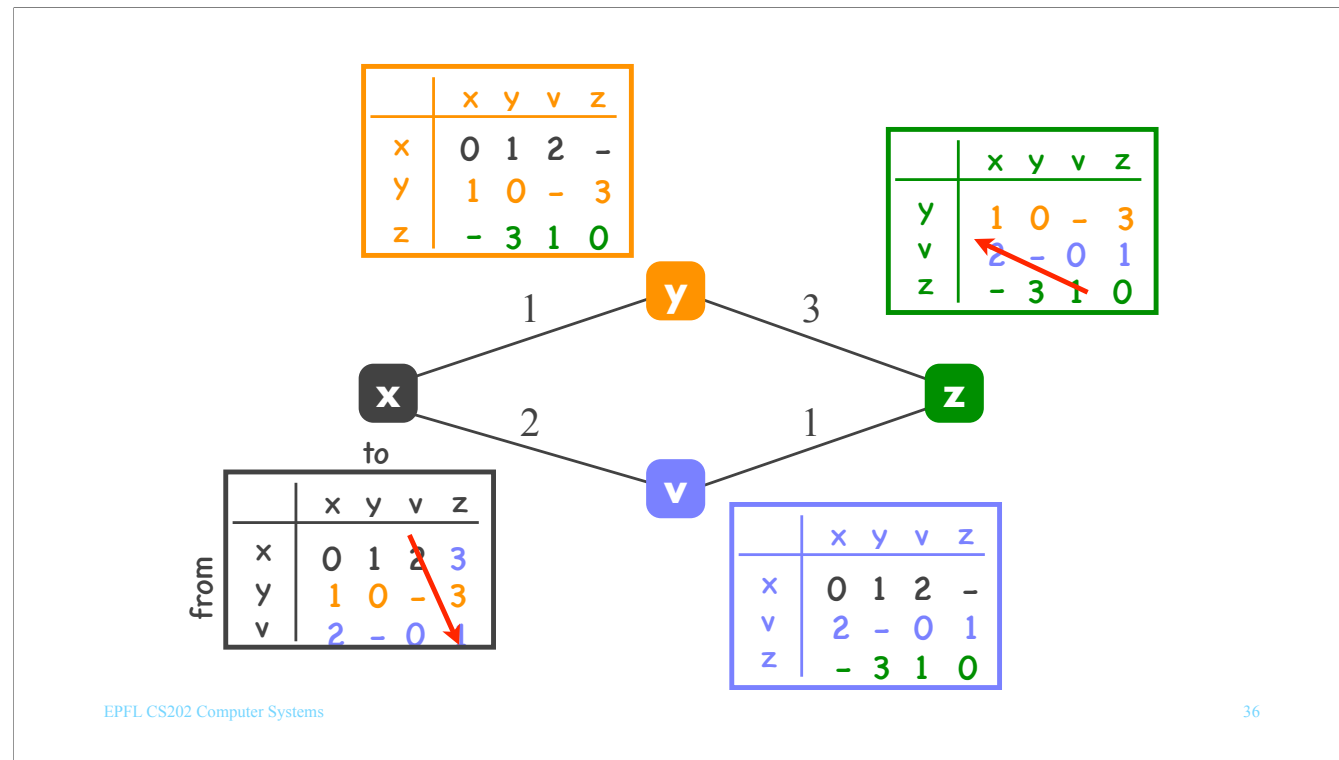 x y v z
x 0 1 2 -
y 1 0 - 3
z - 3 1 0
x y v z
y 1 0 - 3
v 2 - 0 1
z - 3 1 0
y
1
3
x
z
2
1
v
to
from
x y v z
x 0 1 2 3
y 1 0 - 3
v 2 - 0 1
x y v z
x 0 1 2 -
v 2 - 0 1
z - 3 1 0
EPFL CS202 Computer Systems
36